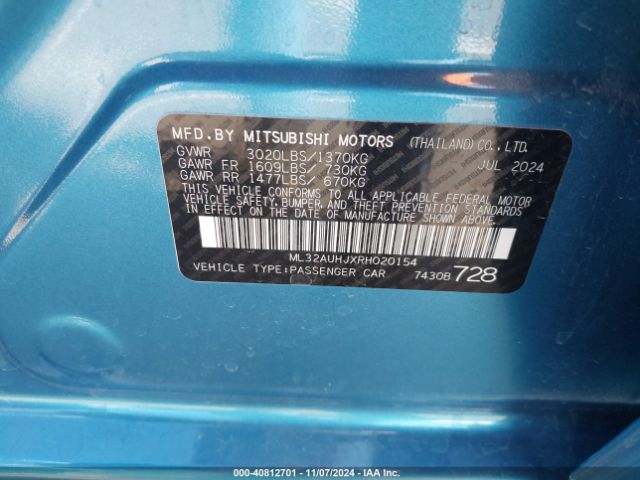 MFD. BY MITSUBISHI MOTORS (THAILAND) CO., LTD.
GVWR 3020LBS/1370KG JUL 2024
GAWR FR 1609LBS/ 730KG
GAWR RR 1477LBS/ 670KG
THIS VEHICLE CONFORMS TO ALL APPLICABLE FEDERAL MOTOR
VEHICLE SAFETY, BUMPER, AND THEFT PREVENTION STANDARDS
IN EFFECT ON THE DATE OF MANUFACTURE SHOWN ABOVE.
ML32AUHJXRH020154
VEHICLE TYPE:PASSENGER CAR 7430B 728
000-40812701 - 11/07/2024 - IAA Inc.